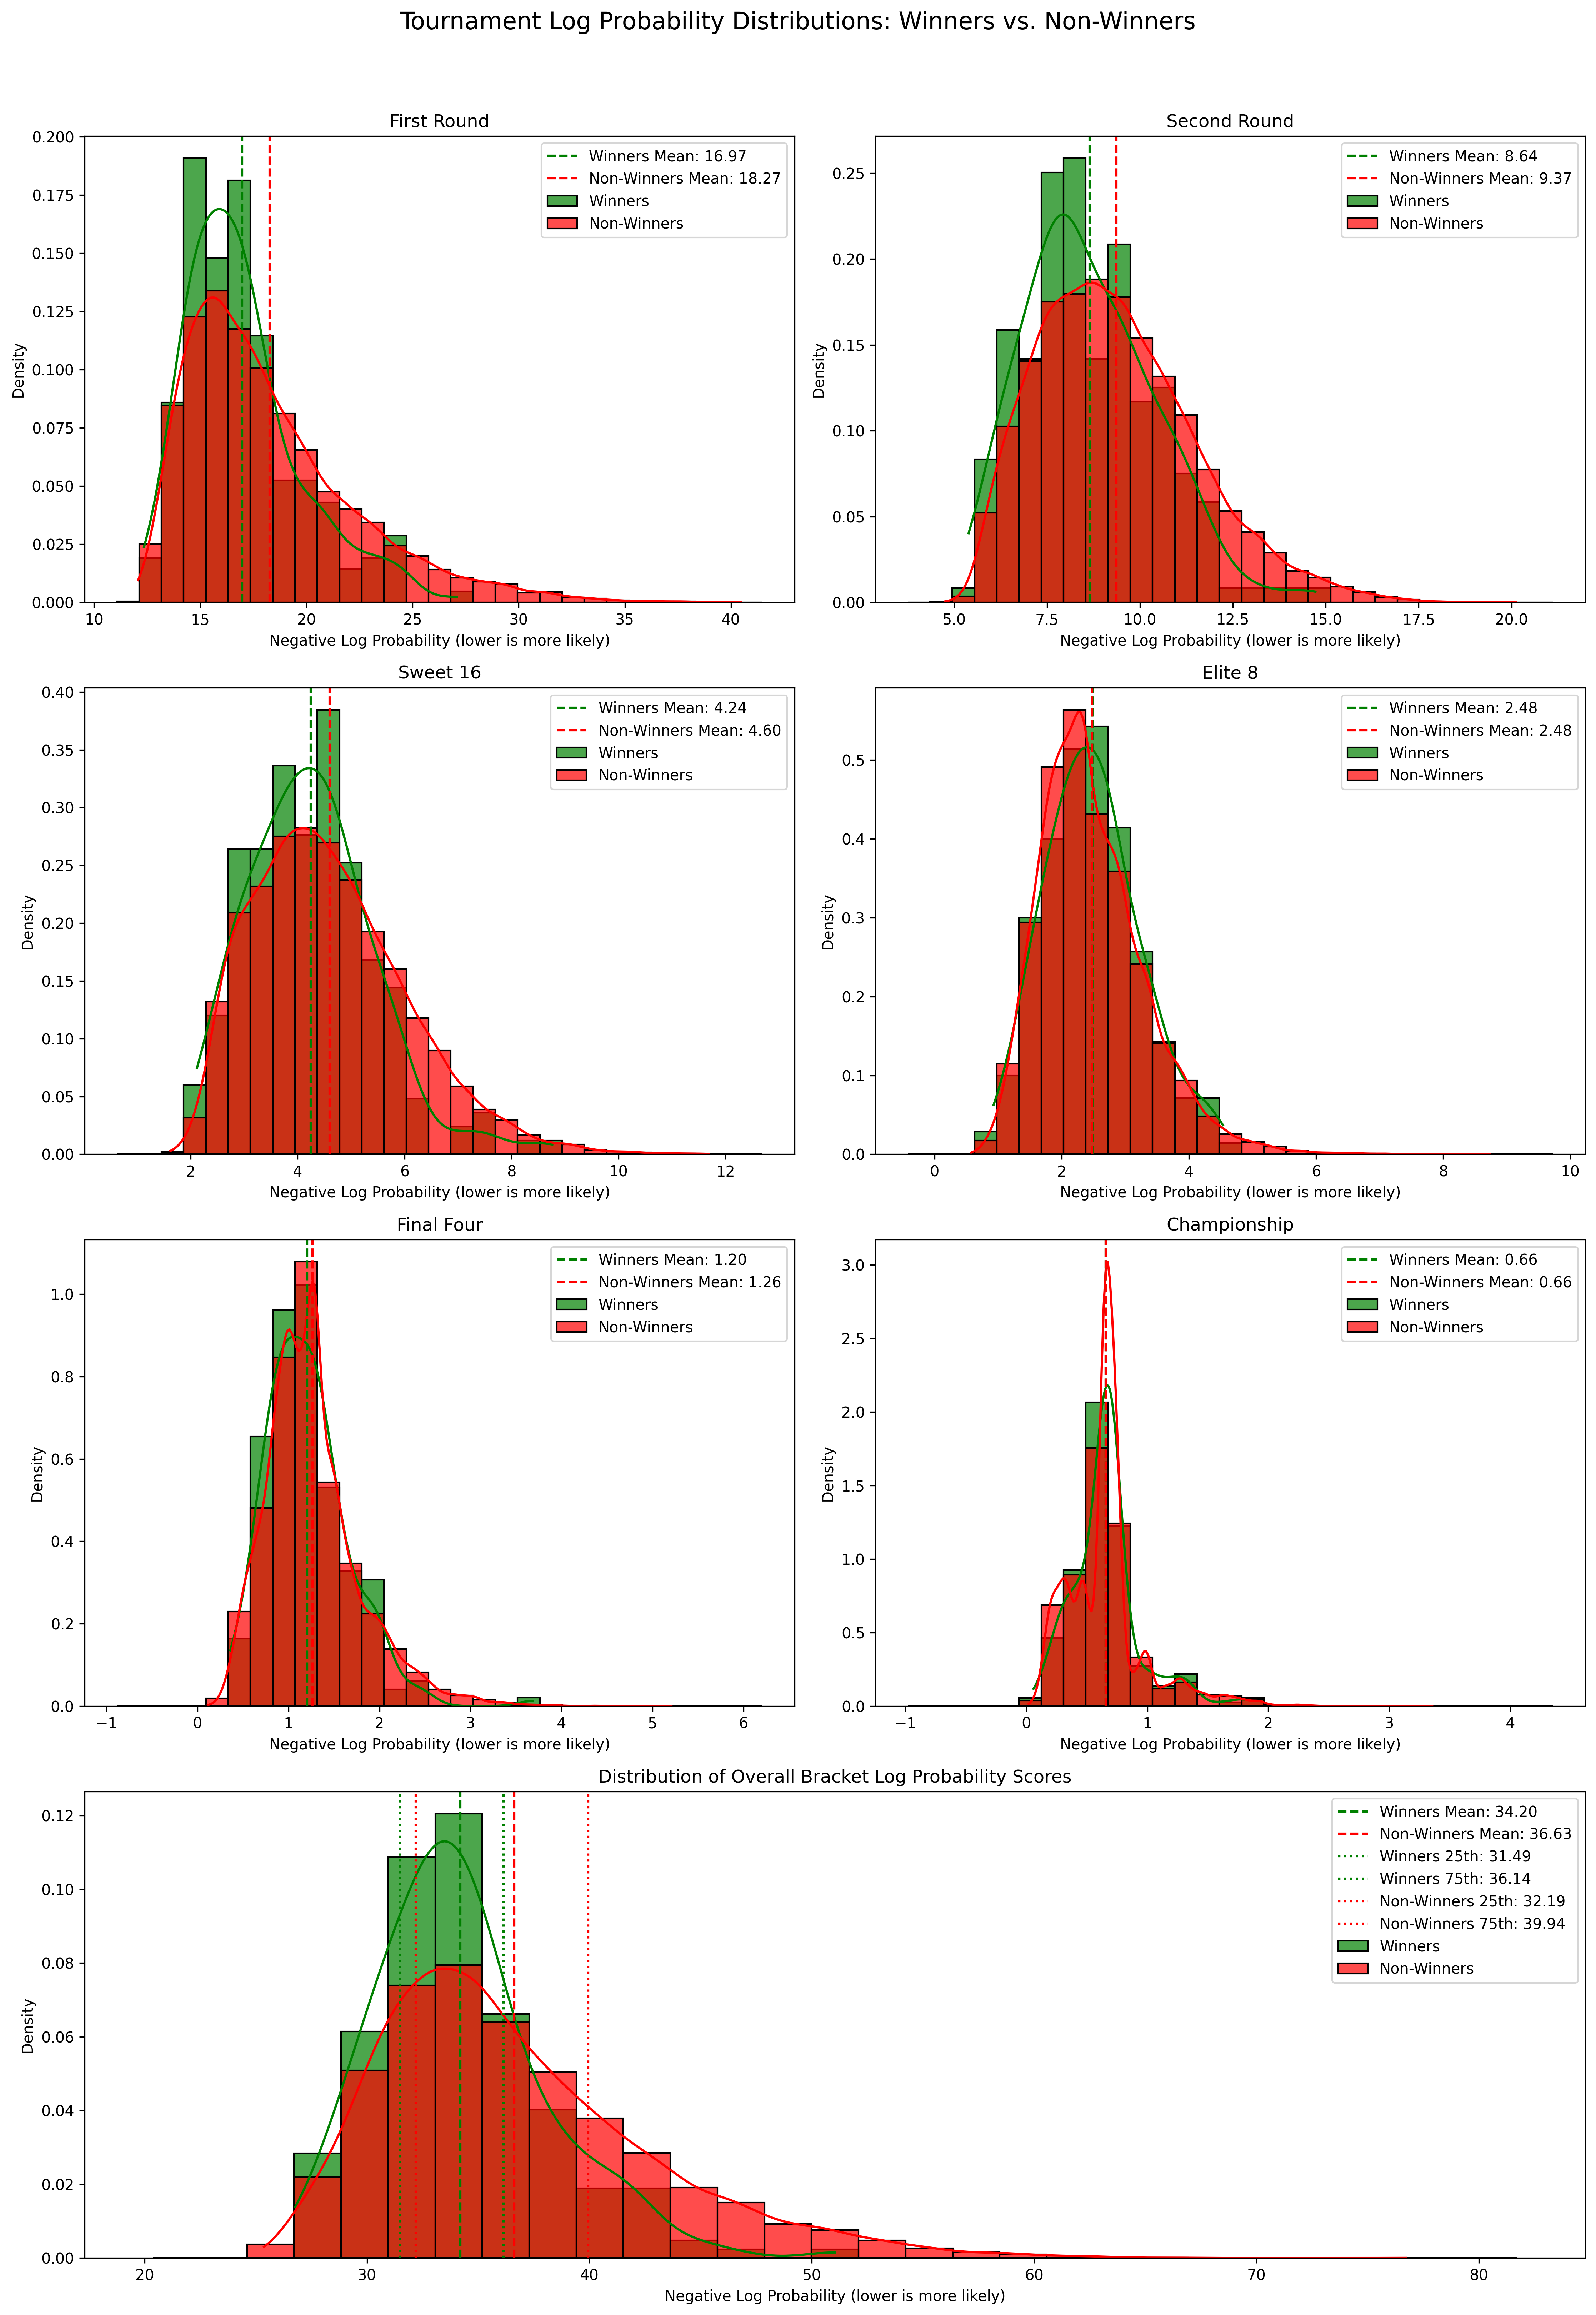 Tournament Log Probability Distributions: Winners vs. Non-Winners
First Round
Winners Mean: 16.97
Non-Winners Mean: 18.27
Winners
Non-Winners
Density
0.200
0.175
0.150
0.125
0.100
0.075
0.050
0.025
0.000
10 15 20 25 30 35 40
Negative Log Probability (lower is more likely)
Second Round
Winners Mean: 8.64
Non-Winners Mean: 9.37
Winners
Non-Winners
Density
0.25
0.20
0.15
0.10
0.05
0.00
5.0 7.5 10.0 12.5 15.0 17.5 20.0
Negative Log Probability (lower is more likely)
Sweet 16
Winners Mean: 4.24
Non-Winners Mean: 4.60
Winners
Non-Winners
Density
0.40
0.35
0.30
0.25
0.20
0.15
0.10
0.05
0.00
2 4 6 8 10 12
Negative Log Probability (lower is more likely)
Elite 8
Winners Mean: 2.48
Non-Winners Mean: 2.48
Winners
Non-Winners
Density
0.5
0.4
0.3
0.2
0.1
0.0
0 2 4 6 8 10
Negative Log Probability (lower is more likely)
Final Four
Winners Mean: 1.20
Non-Winners Mean: 1.26
Winners
Non-Winners
Density
1.0
0.8
0.6
0.4
0.2
0.0
−1 0 1 2 3 4 5 6
Negative Log Probability (lower is more likely)
Championship
Winners Mean: 0.66
Non-Winners Mean: 0.66
Winners
Non-Winners
Density
3.0
2.5
2.0
1.5
1.0
0.5
0.0
−1 0 1 2 3 4
Negative Log Probability (lower is more likely)
Distribution of Overall Bracket Log Probability Scores
Winners Mean: 34.20
Non-Winners Mean: 36.63
Winners 25th: 31.49
Winners 75th: 36.14
Non-Winners 25th: 32.19
Non-Winners 75th: 39.94
Winners
Non-Winners
Density
0.12
0.10
0.08
0.06
0.04
0.02
0.00
20 30 40 50 60 70 80
Negative Log Probability (lower is more likely)